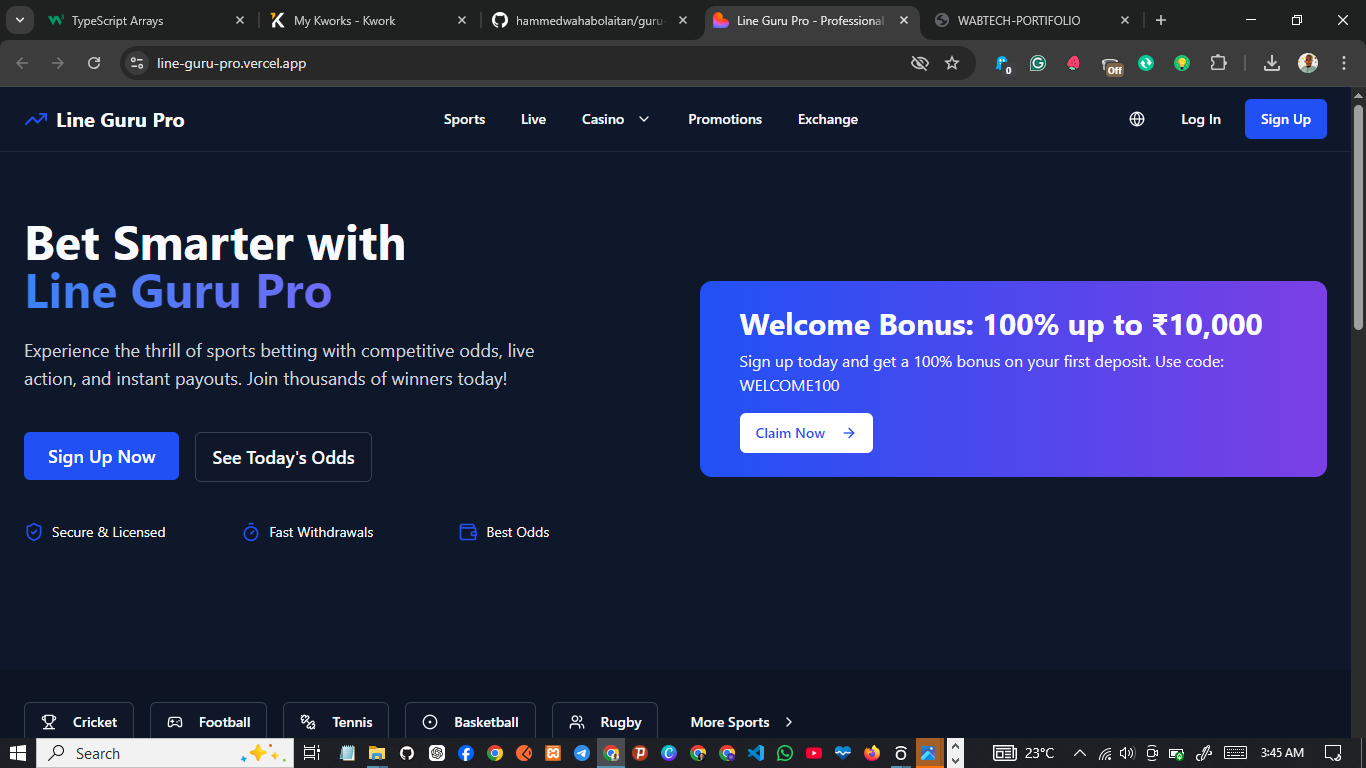 TypeScript Arrays
My Kworks - Kwork
hammedwahabolaitan/guru-
Line Guru Pro - Professional
WABTECH-PORTIFOLIO
line-guru-pro.vercel.app
0
Off
Line Guru Pro
Sports
Live
Casino
Promotions
Exchange
Log In
Sign Up
Bet Smarter with
Line Guru Pro
Experience the thrill of sports betting with competitive odds, live
action, and instant payouts. Join thousands of winners today!
Sign Up Now
See Today's Odds
Secure & Licensed
Fast Withdrawals
Best Odds
Welcome Bonus: 100% up to ₹10,000
Sign up today and get a 100% bonus on your first deposit. Use code:
WELCOME100
Claim Now
Cricket
Football
Tennis
Basketball
Rugby
More Sports
Search
23°C
3:45 AM